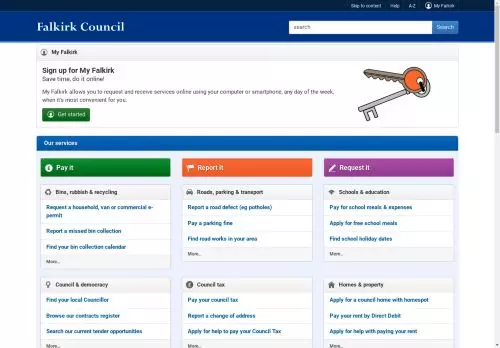 Skip to content Help A-Z My Falkirk
Falkirk Council
search Search
My Falkirk
Sign up for My Falkirk
Save time, do it online!
My Falkirk allows you to request and receive services online using your computer or smartphone, any day of the week,
when it's most convenient for you.
Get started
Our services
Pay it
Report it
Request it
Bins, rubbish & recycling
Request a household, van or commercial e-
permit
Report a missed bin collection
Find your bin collection calendar
More...
Roads, parking & transport
Report a road defect (eg potholes)
Pay a parking fine
Find road works in your area
More...
Schools & education
Pay for school meals & expenses
Apply for free school meals
Find school holiday dates
More...
Council & democracy
Find your local Councillor
Browse our contracts register
Search our current tender opportunities
Council tax
Pay your council tax
Report a change of address
Apply for help to pay your Council Tax
Homes & property
Apply for a council home with homespot
Pay your rent by Direct Debit
Apply for help with paying your rent